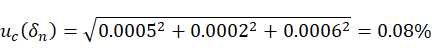 u_c(δ_n) = √(0.0005² + 0.0002² + 0.0006²) = 0.08%